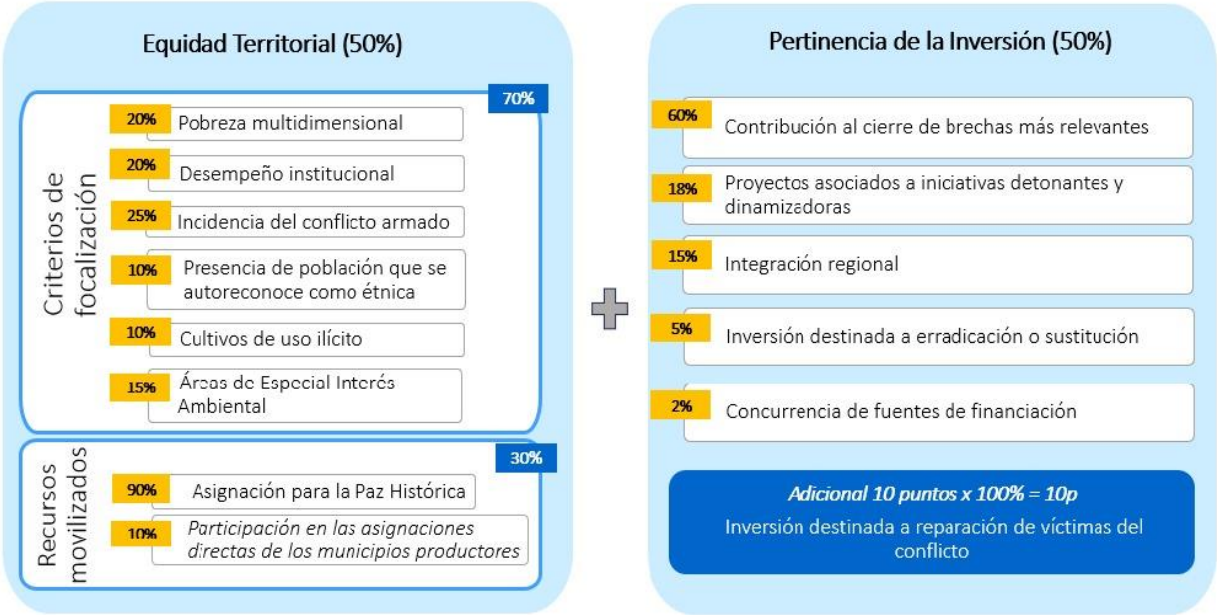 Equidad Territorial (50%)
70%
Criterios de
focalización
20%
Pobreza multidimensional
20%
Desempeño institucional
25%
Incidencia del conflicto armado
10%
Presencia de población que se
autoreconoce como étnica
10%
Cultivos de uso ilícito
15%
Áreas de Especial Interés
Ambiental
30%
Recursos
movilizados
90%
Asignación para la Paz Histórica
10%
Participación en las asignaciones
directas de los municipios productores
Pertinencia de la Inversión (50%)
60%
Contribución al cierre de brechas más relevantes
18%
Proyectos asociados a iniciativas detonantes y
dinamizadoras
15%
Integración regional
5%
Inversión destinada a erradicación o sustitución
2%
Concurrencia de fuentes de financiación
Adicional 10 puntos x 100% = 10p
Inversión destinada a reparación de víctimas del
conflicto